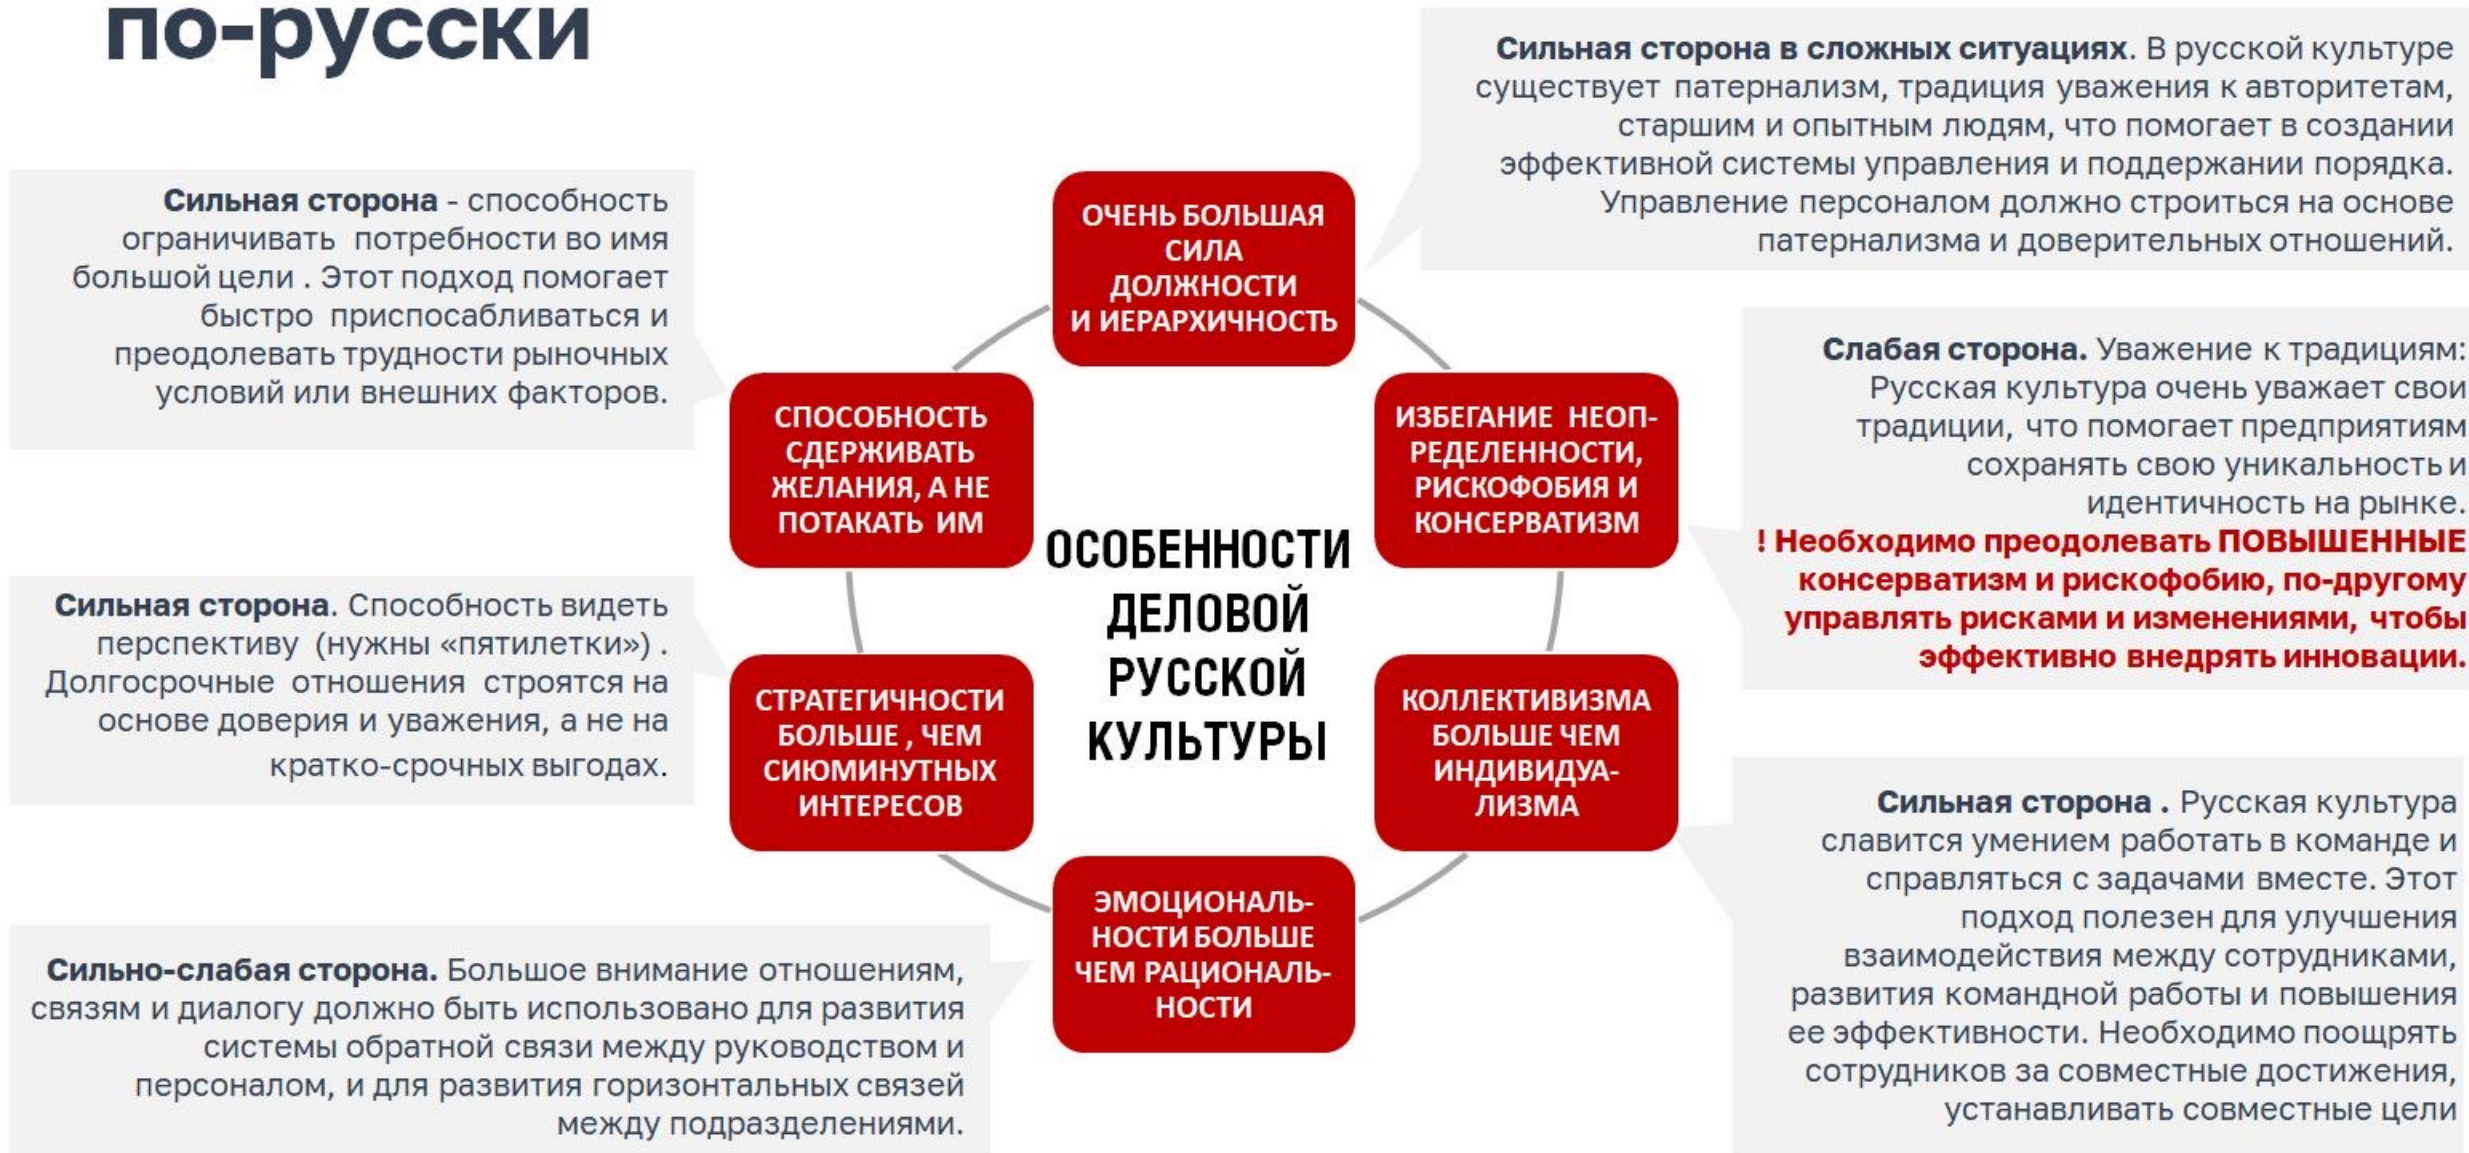 по-русски
Сильная сторона в сложных ситуациях. В русской культуре
существует патернализм, традиция уважения к авторитетам,
старшим и опытным людям, что помогает в создании
эффективной системы управления и поддержании порядка.
Управление персоналом должно строиться на основе
патернализма и доверительных отношений.
Сильная сторона - способность
ограничивать потребности во имя
большой цели . Этот подход помогает
быстро приспосабливаться и
преодолевать трудности рыночных
условий или внешних факторов.
ОЧЕНЬ БОЛЬШАЯ
СИЛА
ДОЛЖНОСТИ
И ИЕРАРХИЧНОСТЬ
Слабая сторона. Уважение к традициям:
Русская культура очень уважает свои
традиции, что помогает предприятиям
сохранять свою уникальность и
идентичность на рынке.
! Необходимо преодолевать ПОВЫШЕННЫЕ
консерватизм и рискофобию, по-другому
управлять рисками и изменениями, чтобы
эффективно внедрять инновации.
СПОСОБНОСТЬ
СДЕРЖИВАТЬ
ЖЕЛАНИЯ, А НЕ
ПОТАКАТЬ ИМ
ИЗБЕГАНИЕ НЕОП-
РЕДЕЛЕННОСТИ,
РИСКОФОБИЯ И
КОНСЕРВАТИЗМ
ОСОБЕННОСТИ
ДЕЛОВОЙ
РУССКОЙ
КУЛЬТУРЫ
Сильная сторона. Способность видеть
перспективу (нужны «пятилетки») .
Долгосрочные отношения строятся на
основе доверия и уважения, а не на
кратко-срочных выгодах.
СТРАТЕГИЧНОСТИ
БОЛЬШЕ , ЧЕМ
СИЮМИНУТНЫХ
ИНТЕРЕСОВ
КОЛЛЕКТИВИЗМА
БОЛЬШЕ ЧЕМ
ИНДИВИДУА-
ЛИЗМА
Сильная сторона . Русская культура
славится умением работать в команде и
справляться с задачами вместе. Этот
подход полезен для улучшения
взаимодействия между сотрудниками,
развития командной работы и повышения
ее эффективности. Необходимо поощрять
сотрудников за совместные достижения,
устанавливать совместные цели
ЭМОЦИОНАЛЬ-
НОСТИ БОЛЬШЕ
ЧЕМ РАЦИОНАЛЬ-
НОСТИ
Сильно-слабая сторона. Большое внимание отношениям,
связям и диалогу должно быть использовано для развития
системы обратной связи между руководством и
персоналом, и для развития горизонтальных связей
между подразделениями.